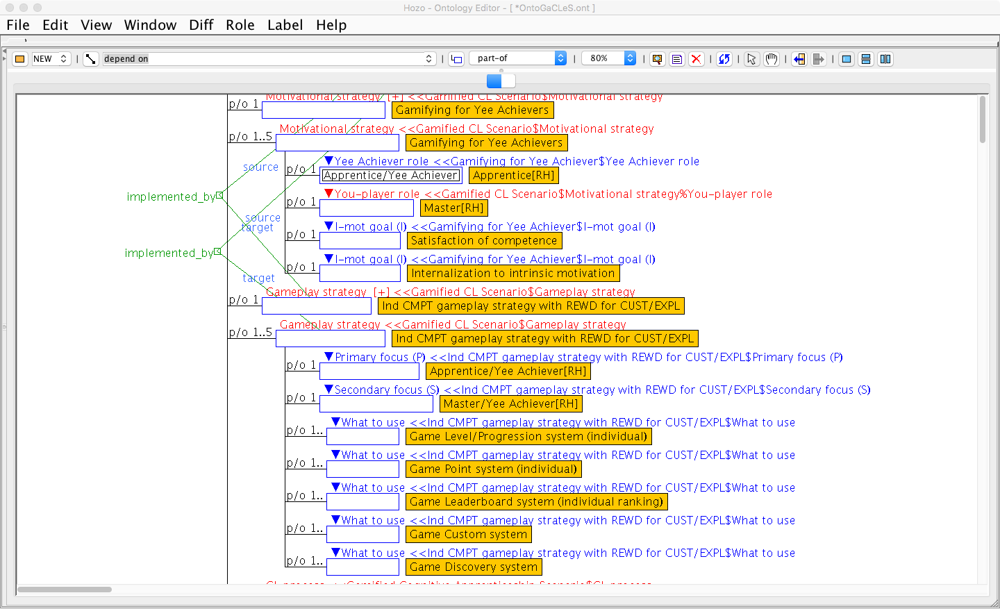 Hozo - Ontology Editor - [ *OntoGaCLeS.ont ]
File Edit View Window Diff Role Label Help
NEW depend on part-of 80%
Motivational strategy [+] <<Gamified CL Scenario$Motivational strategy
p/o 1 Gamifying for Yee Achievers
Motivational strategy <<Gamified CL Scenario$Motivational strategy
p/o 1..5 Gamifying for Yee Achievers
▼Yee Achiever role <<Gamifying for Yee Achiever$Yee Achiever role
source p/o 1 Apprentice/Yee Achiever Apprentice[RH]
▼You-player role <<Gamified CL Scenario$Motivational strategy%You-player role
implemented_by
p/o 1 Master[RH]
source
▼I-mot goal (I) <<Gamifying for Yee Achiever$I-mot goal (I)
target
p/o 1 Satisfaction of competence
implemented_by
▼I-mot goal (I) <<Gamifying for Yee Achiever$I-mot goal (I)
p/o 1 Internalization to intrinsic motivation
target
Gameplay strategy [+] <<Gamified CL Scenario$Gameplay strategy
p/o 1 Ind CMPT gameplay strategy with REWD for CUST/EXPL
Gameplay strategy <<Gamified CL Scenario$Gameplay strategy
p/o 1..5 Ind CMPT gameplay strategy with REWD for CUST/EXPL
▼Primary focus (P) <<Ind CMPT gameplay strategy with REWD for CUST/EXPL$Primary focus (P)
p/o 1 Apprentice/Yee Achiever[RH]
▼Secondary focus (S) <<Ind CMPT gameplay strategy with REWD for CUST/EXPL$Secondary focus (S)
p/o 1 Master/Yee Achiever[RH]
▼What to use <<Ind CMPT gameplay strategy with REWD for CUST/EXPL$What to use
p/o 1.. Game Level/Progression system (individual)
▼What to use <<Ind CMPT gameplay strategy with REWD for CUST/EXPL$What to use
p/o 1.. Game Point system (individual)
▼What to use <<Ind CMPT gameplay strategy with REWD for CUST/EXPL$What to use
p/o 1.. Game Leaderboard system (individual ranking)
▼What to use <<Ind CMPT gameplay strategy with REWD for CUST/EXPL$What to use
p/o 1.. Game Custom system
▼What to use <<Ind CMPT gameplay strategy with REWD for CUST/EXPL$What to use
p/o 1.. Game Discovery system
CL process <<Gamified Cognitive Apprenticeship Scenario$CL process